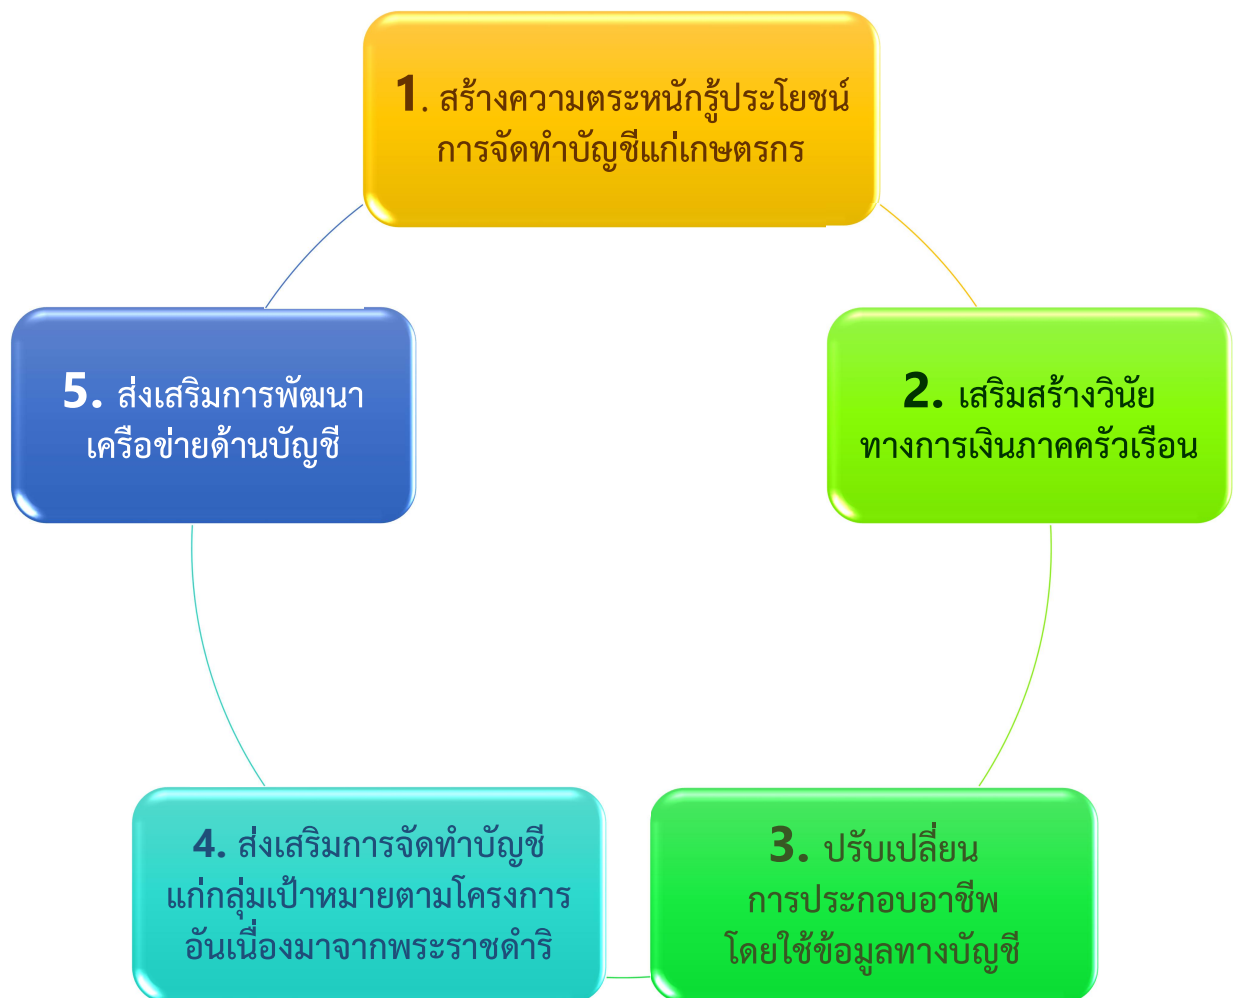 1. สร้างความตระหนักรู้ประโยชน์
การจัดทำบัญชีแก่เกษตรกร
2. เสริมสร้างวินัย
ทางการเงินภาคครัวเรือน
3. ปรับเปลี่ยน
การประกอบอาชีพ
โดยใช้ข้อมูลทางบัญชี
4. ส่งเสริมการจัดทำบัญชี
แก่กลุ่มเป้าหมายตามโครงการ
อันเนื่องมาจากพระราชดำริ
5. ส่งเสริมการพัฒนา
เครือข่ายด้านบัญชี